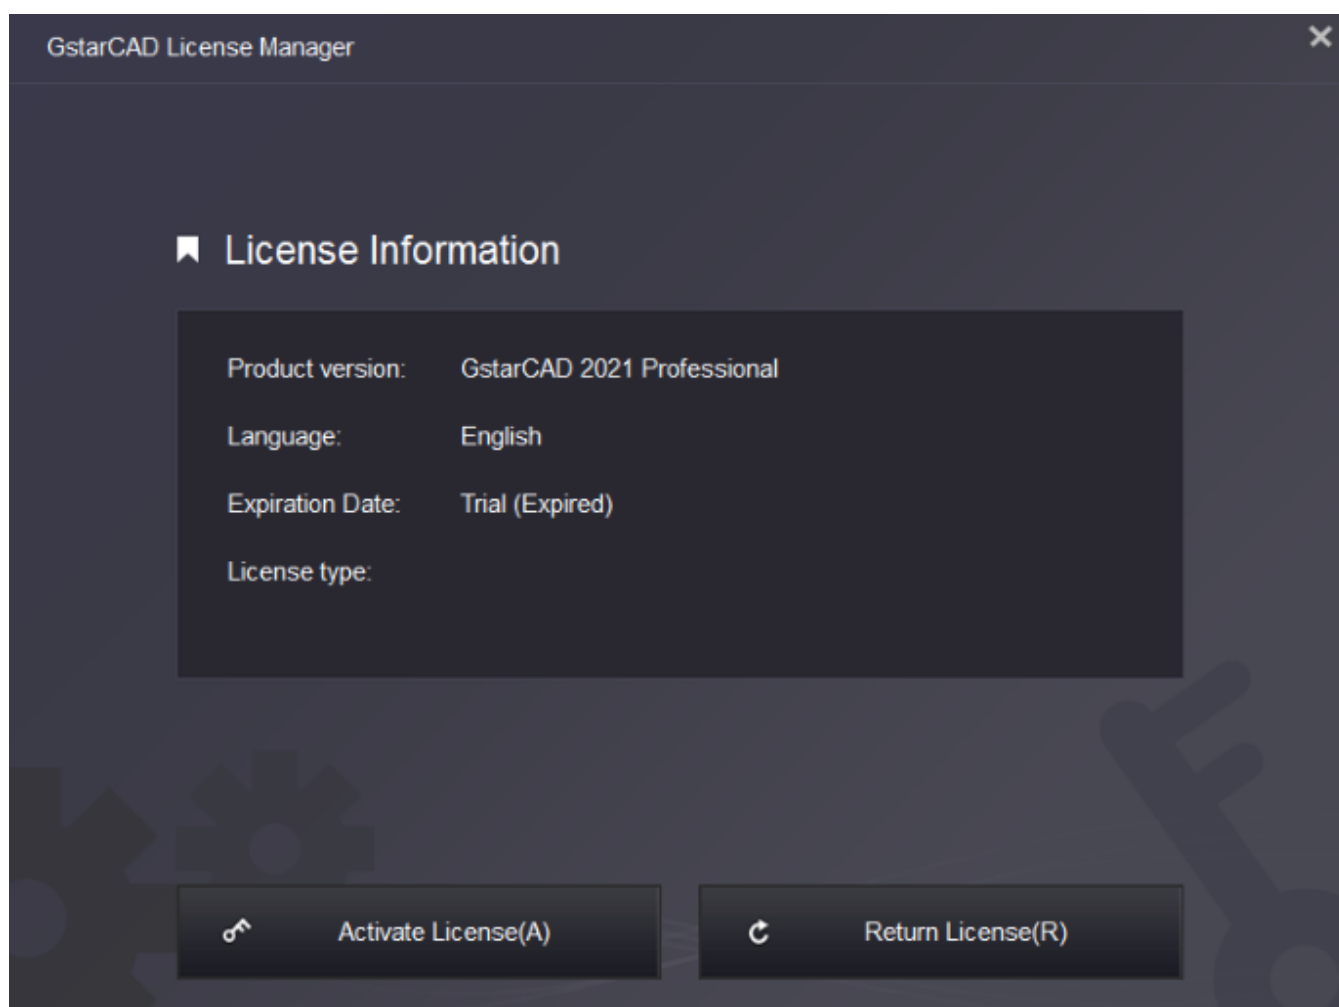 GstarCAD License Manager
License Information
Product version: GstarCAD 2021 Professional
Language: English
Expiration Date: Trial (Expired)
License type:
Activate License(A) Return License(R)